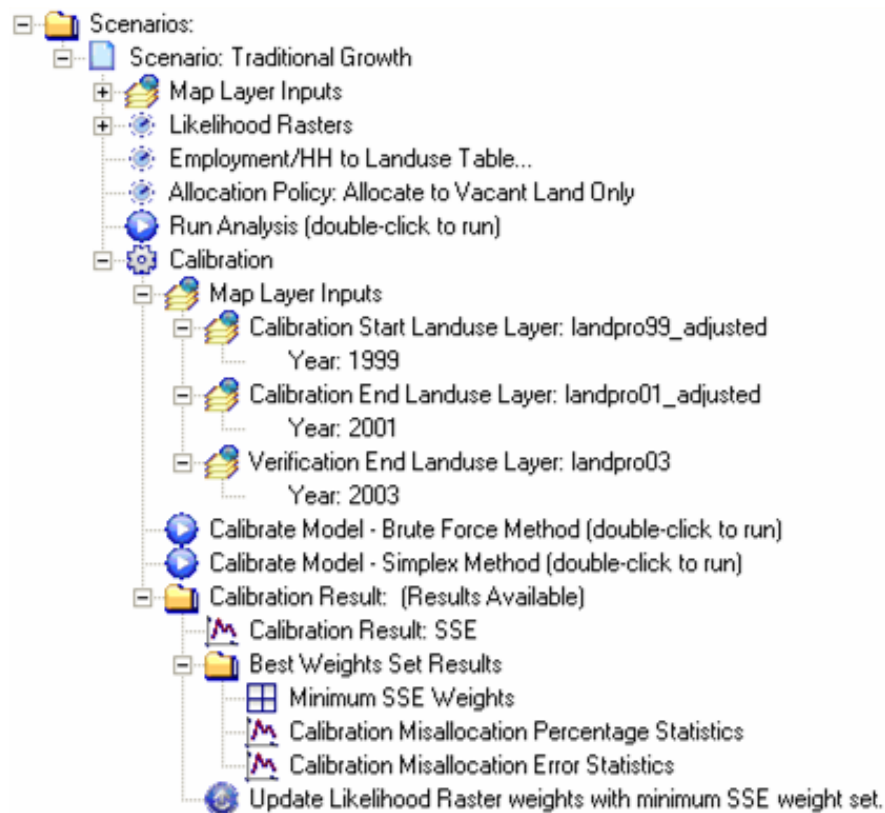 Scenarios:
Scenario: Traditional Growth
Map Layer Inputs
Likelihood Rasters
Employment/HH to Landuse Table...
Allocation Policy: Allocate to Vacant Land Only
Run Analysis (double-click to run)
Calibration
Map Layer Inputs
Calibration Start Landuse Layer: landpro99_adjusted
Year: 1999
Calibration End Landuse Layer: landpro01_adjusted
Year: 2001
Verification End Landuse Layer: landpro03
Year: 2003
Calibrate Model - Brute Force Method (double-click to run)
Calibrate Model - Simplex Method (double-click to run)
Calibration Result: (Results Available)
Calibration Result: SSE
Best Weights Set Results
Minimum SSE Weights
Calibration Misallocation Percentage Statistics
Calibration Misallocation Error Statistics
Update Likelihood Raster weights with minimum SSE weight set.